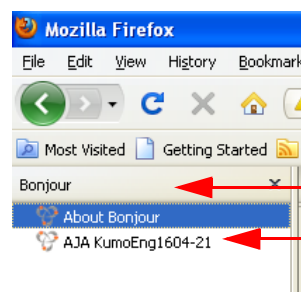 Mozilla Firefox
File Edit View History Bookmark
Most Visited Getting Started
Bonjour
About Bonjour
AJA KumoEng1604-21